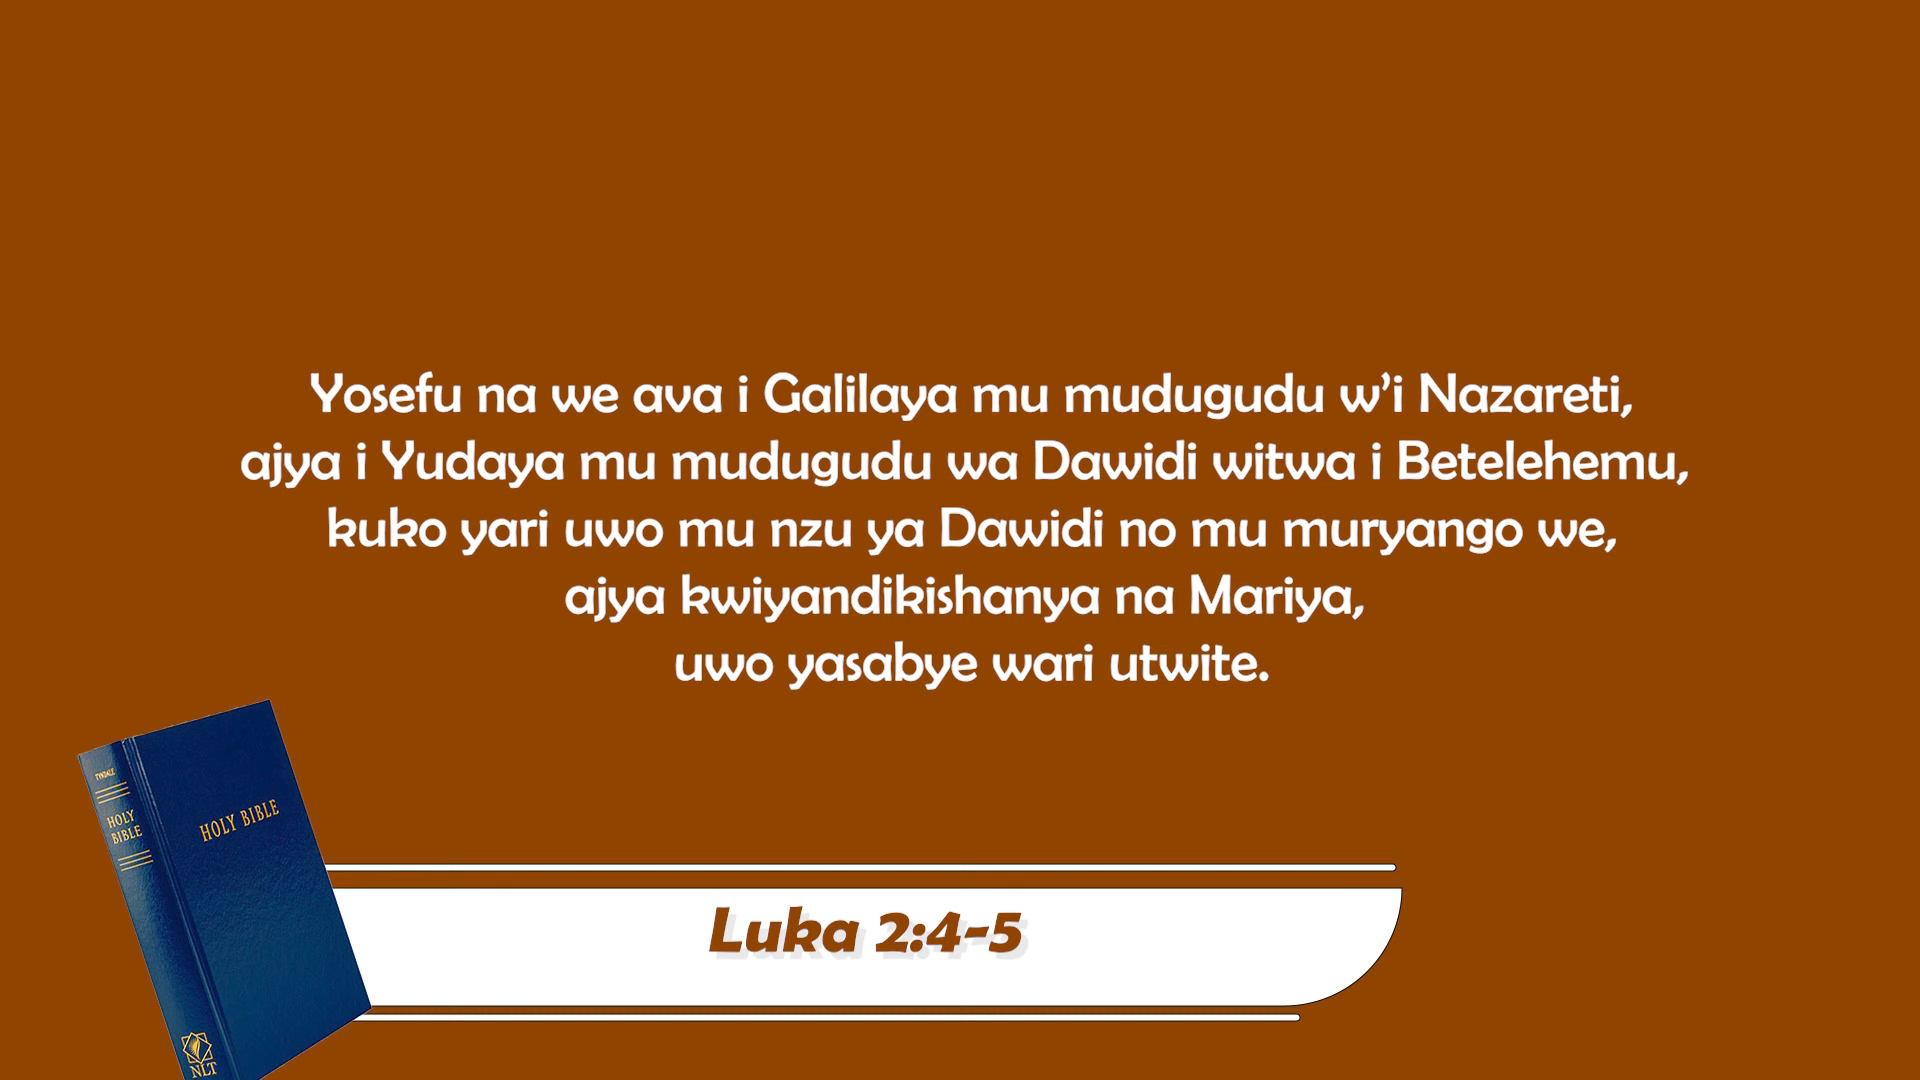 Yosefu na we ava i Galilaya mu mudugudu w’i Nazareti,
ajya i Yudaya mu mudugudu wa Dawidi witwa i Betelehemu,
kuko yari uwo mu nzu ya Dawidi no mu muryango we,
ajya kwiyandikishanya na Mariya,
uwo yasabye wari utwite.
TYNDALE
HOLY
BIBLE
HOLY BIBLE
NLT
Luka 2:4-5